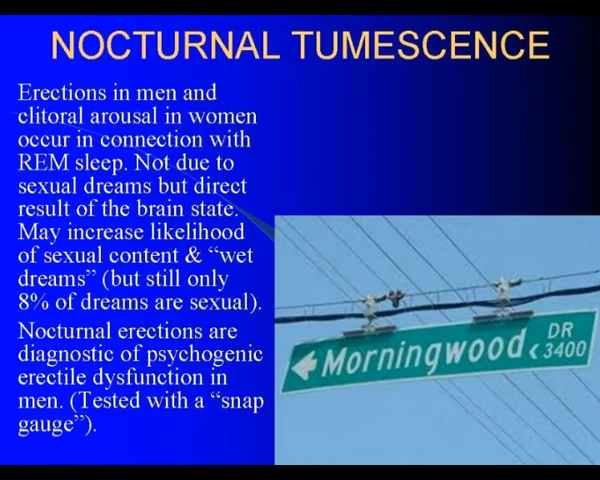 NOCTURNAL TUMESCENCE
Erections in men and
clitoral arousal in women
occur in connection with
REM sleep. Not due to
sexual dreams but direct
result of the brain state.
May increase likelihood
of sexual content & “wet
dreams” (but still only
8% of dreams are sexual).
Nocturnal erections are
diagnostic of psychogenic
erectile dysfunction in
men. (Tested with a “snap
gauge”).
Morningwood DR
3400